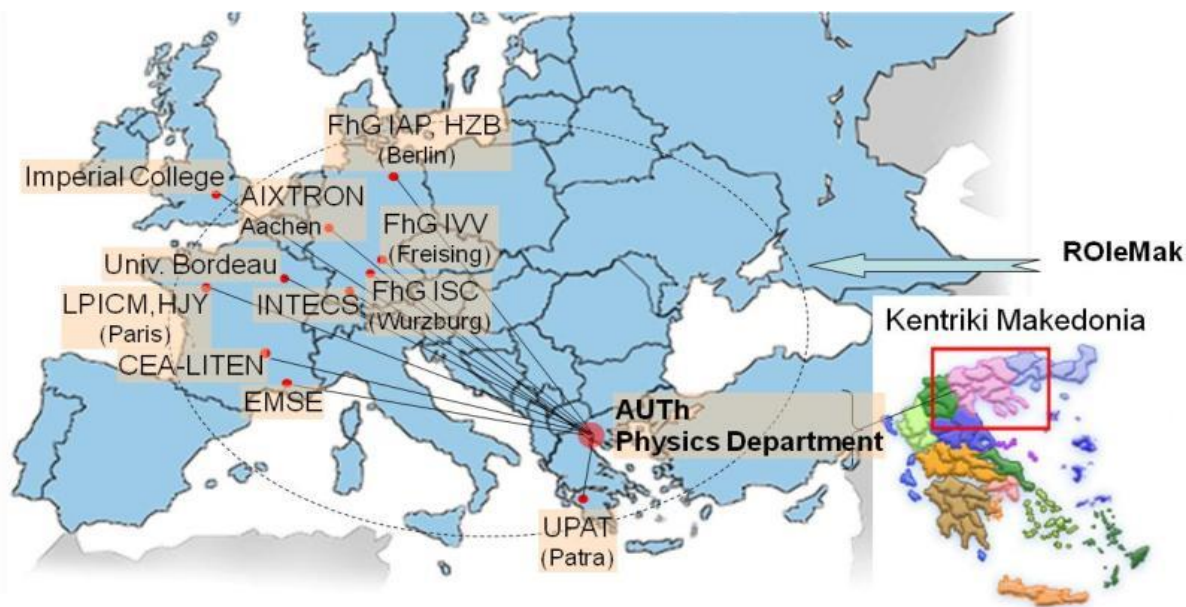 FhG IAP HZB
(Berlin)
Imperial College
AIXTRON
Aachen
FhG IVV
(Freising)
Univ. Bordeau
LPICM,HJY
(Paris)
INTECS
FhG ISC
(Wurzburg)
CEA-LITEN
EMSE
ROleMak
Kentriki Makedonia
AUTh
Physics Department
UPAT
(Patra)